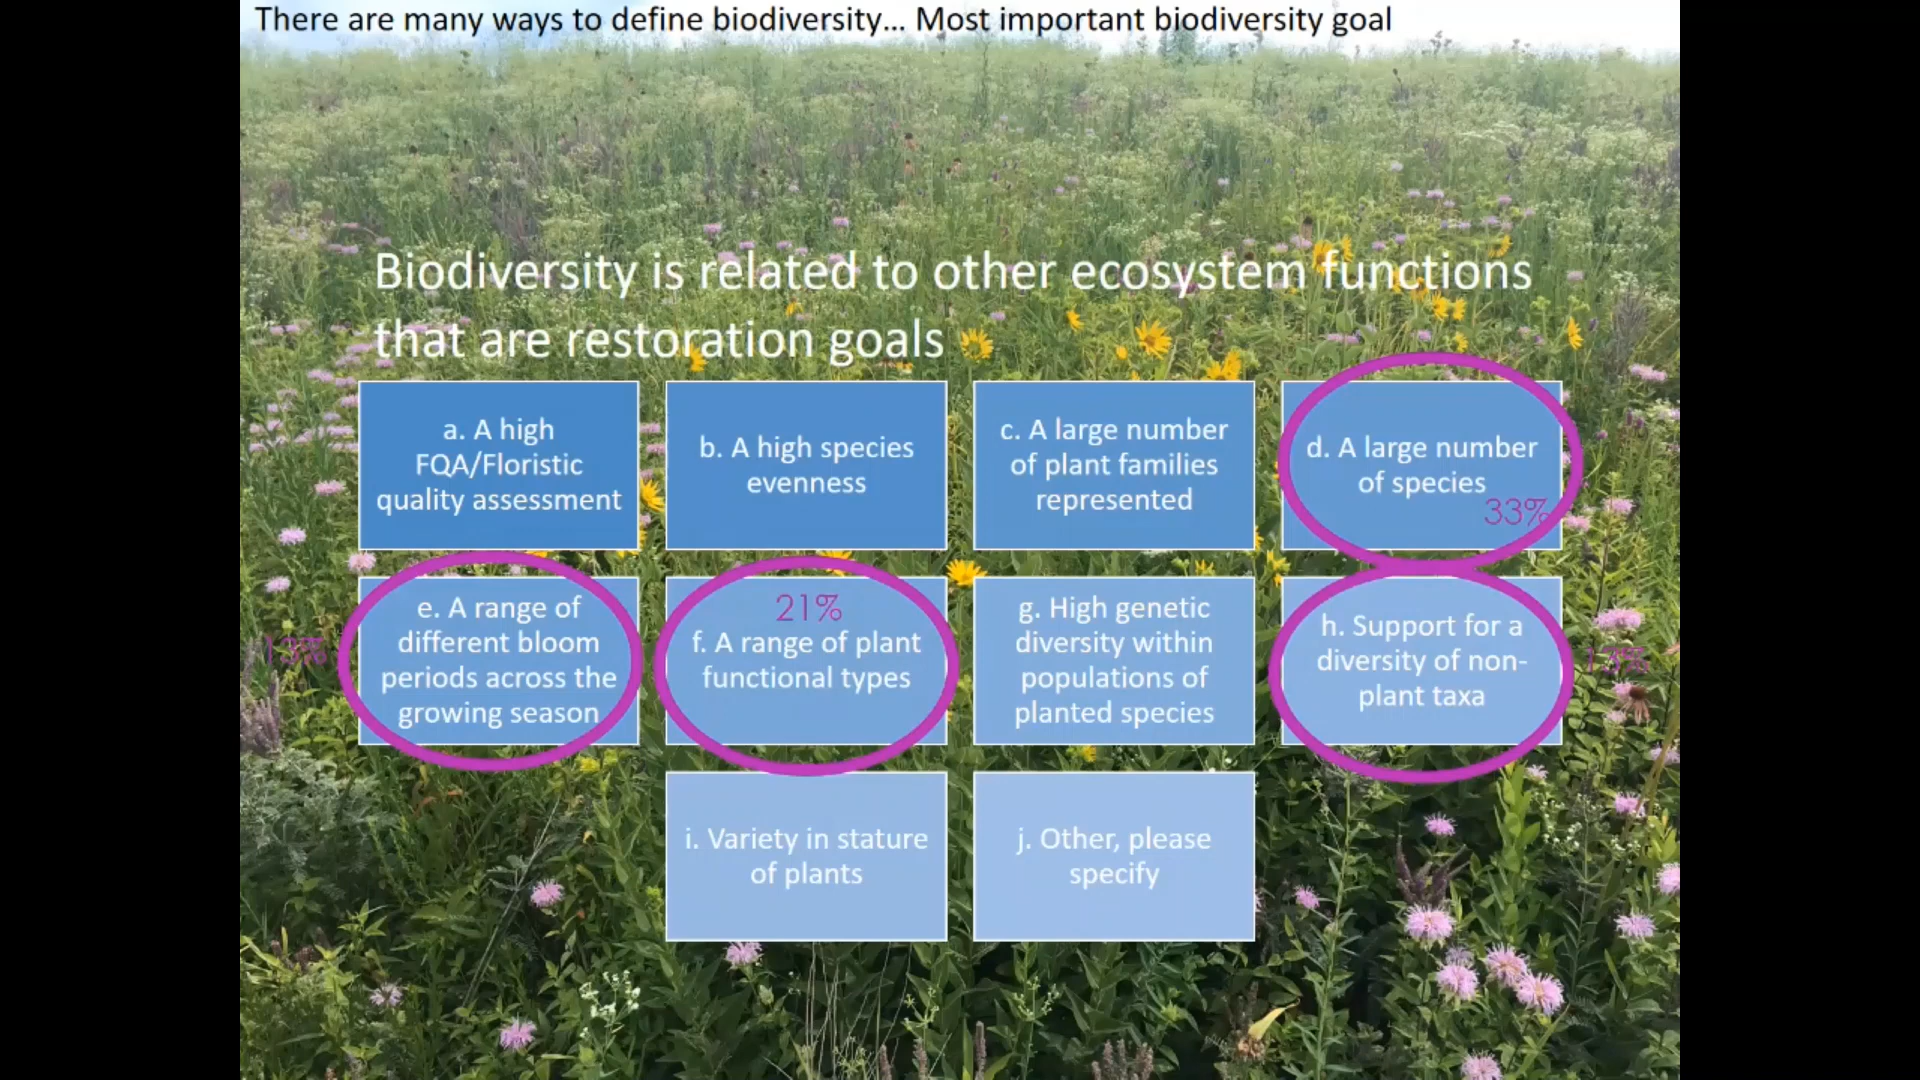 There are many ways to define biodiversity... Most important biodiversity goal
Biodiversity is related to other ecosystem functions
that are restoration goals
a. A high
FQA/Floristic
quality assessment
b. A high species
evenness
c. A large number
of plant families
represented
d. A large number
of species
33%
13%
e. A range of
different bloom
periods across the
growing season
21%
f. A range of plant
functional types
g. High genetic
diversity within
populations of
planted species
h. Support for a
diversity of non-
plant taxa
13%
i. Variety in stature
of plants
j. Other, please
specify